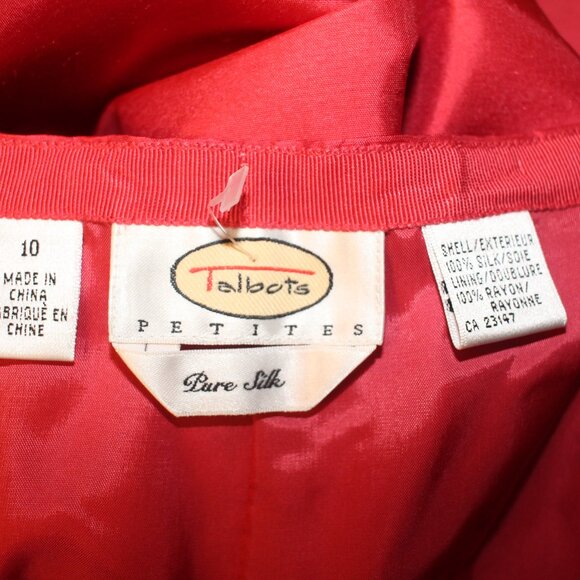 10
MADE IN
CHINA
FABRIQUÉ EN
CHINE
Talbots
PETITES
Pure Silk
SHELL/EXTERIEUR
100% SILK/SOIE
LINING/DOUBLURE
100% RAYON/
RAYONNE
CA 23147